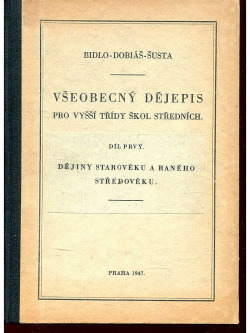 BIDLO-DOBIÁŠ-ŠUSTA
VŠEOBECNÝ DĚJEPIS
PRO VYŠŠÍ TŘÍDY ŠKOL STŘEDNÍCH.
DÍL PRVÝ.
DĚJINY STAROVĚKU A RANÉHO
STŘEDOVĚKU.
PRAHA 1947.